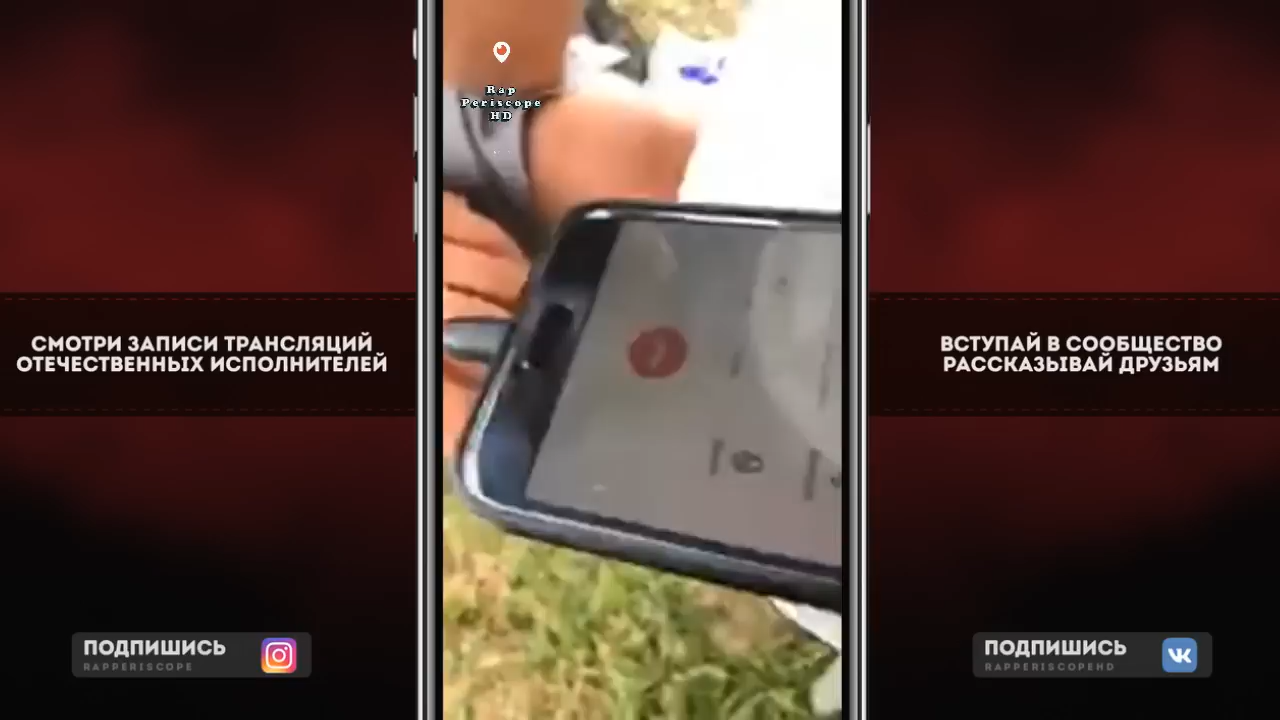 Rap
Periscope
HD
СМОТРИ ЗАПИСИ ТРАНСЛЯЦИЙ
ОТЕЧЕСТВЕННЫХ ИСПОЛНИТЕЛЕЙ
ВСТУПАЙ В СООБЩЕСТВО
РАССКАЗЫВАЙ ДРУЗЬЯМ
ПОДПИШИСЬ
RAPPERISCOPE
ПОДПИШИСЬ
RAPPERISCOPEHD